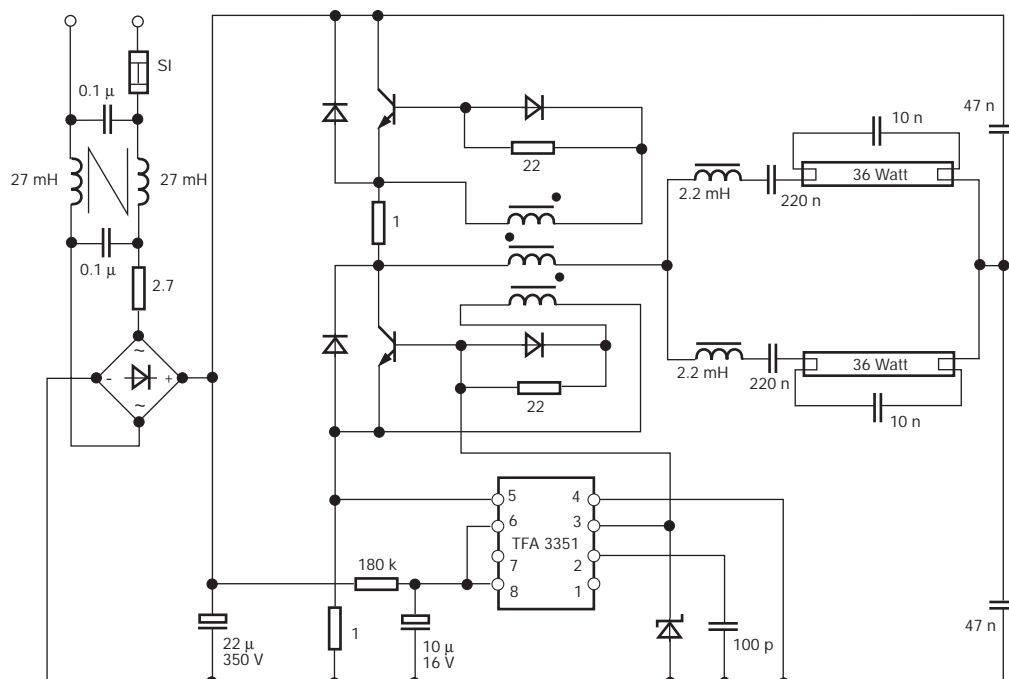 SI
0.1 µ
27 mH
27 mH
0.1 µ
2.7
~
- +
~
22
1
22
2.2 mH
220 n
10 n
36 Watt
47 n
2.2 mH
220 n
36 Watt
10 n
5 4
6 3
TFA 3351
7 2
8 1
180 k
22 µ
350 V
1
10 µ
16 V
100 p
47 n